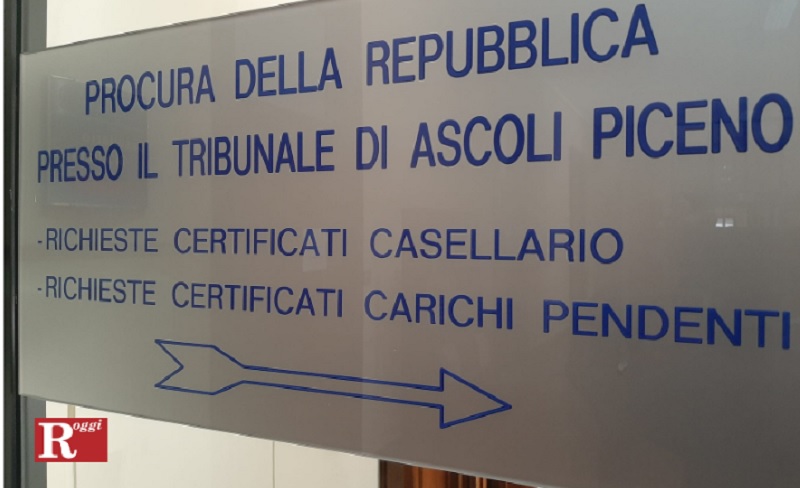 PROCURA DELLA REPUBBLICA
PRESSO IL TRIBUNALE DI ASCOLI PICENO
-RICHIESTE CERTIFICATI CASELLARIO
-RICHIESTE CERTIFICATI CARICHI PENDENTI
Roggi